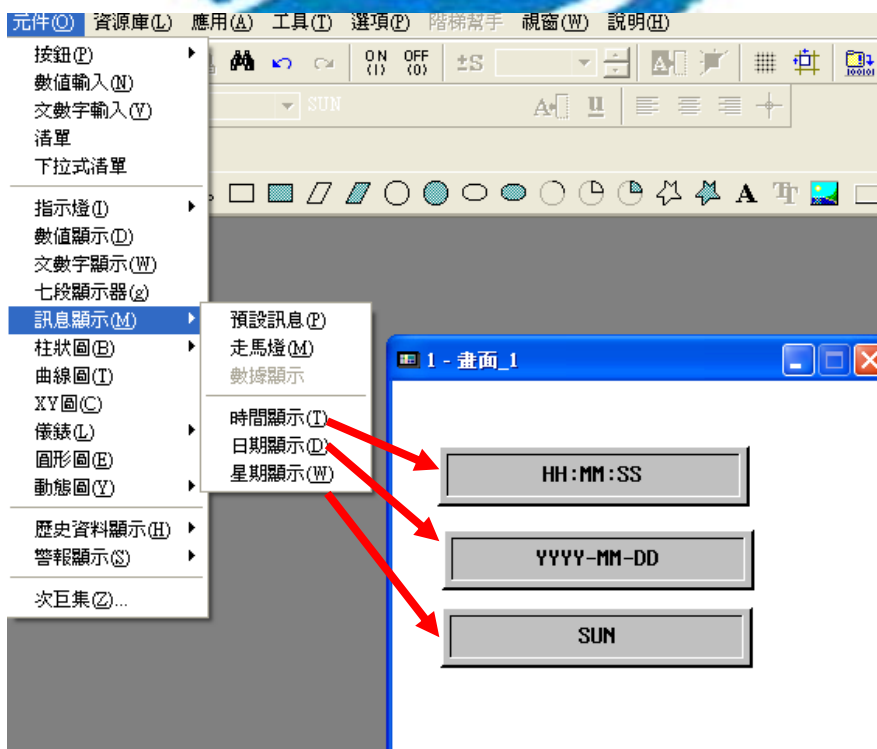 元件(O) 資源庫(L) 應用(A) 工具(T) 選項(P) 階梯幫手 視窗(W) 說明(H)
按鈕(P)
數值輸入(N)
文數字輸入(Y)
清單
下拉式清單
指示燈(I)
數值顯示(D)
文數字顯示(W)
七段顯示器(g)
訊息顯示(M)
柱狀圖(B)
曲線圖(T)
XY圖(C)
儀錶(L)
圓形圖(E)
動態圖(Y)
歷史資料顯示(H)
警報顯示(S)
次巨集(Z)...
ON (1) OFF (0) ±S
SUN
A U
A Tr
預設訊息(P)
走馬燈(M)
數據顯示
時間顯示(T)
日期顯示(D)
星期顯示(W)
1 - 畫面_1
HH:MM:SS
YYYY-MM-DD
SUN